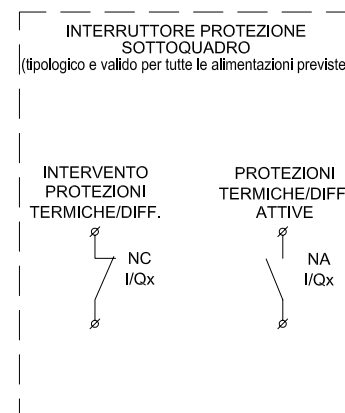 INTERRUTTORE PROTEZIONE
SOTTOQUADRO
(tipologico e valido per tutte le alimentazioni previste
INTERVENTO
PROTEZIONI
TERMICHE/DIFF.
NC
I/Qx
PROTEZIONI
TERMICHE/DIFF
ATTIVE
NA
I/Qx